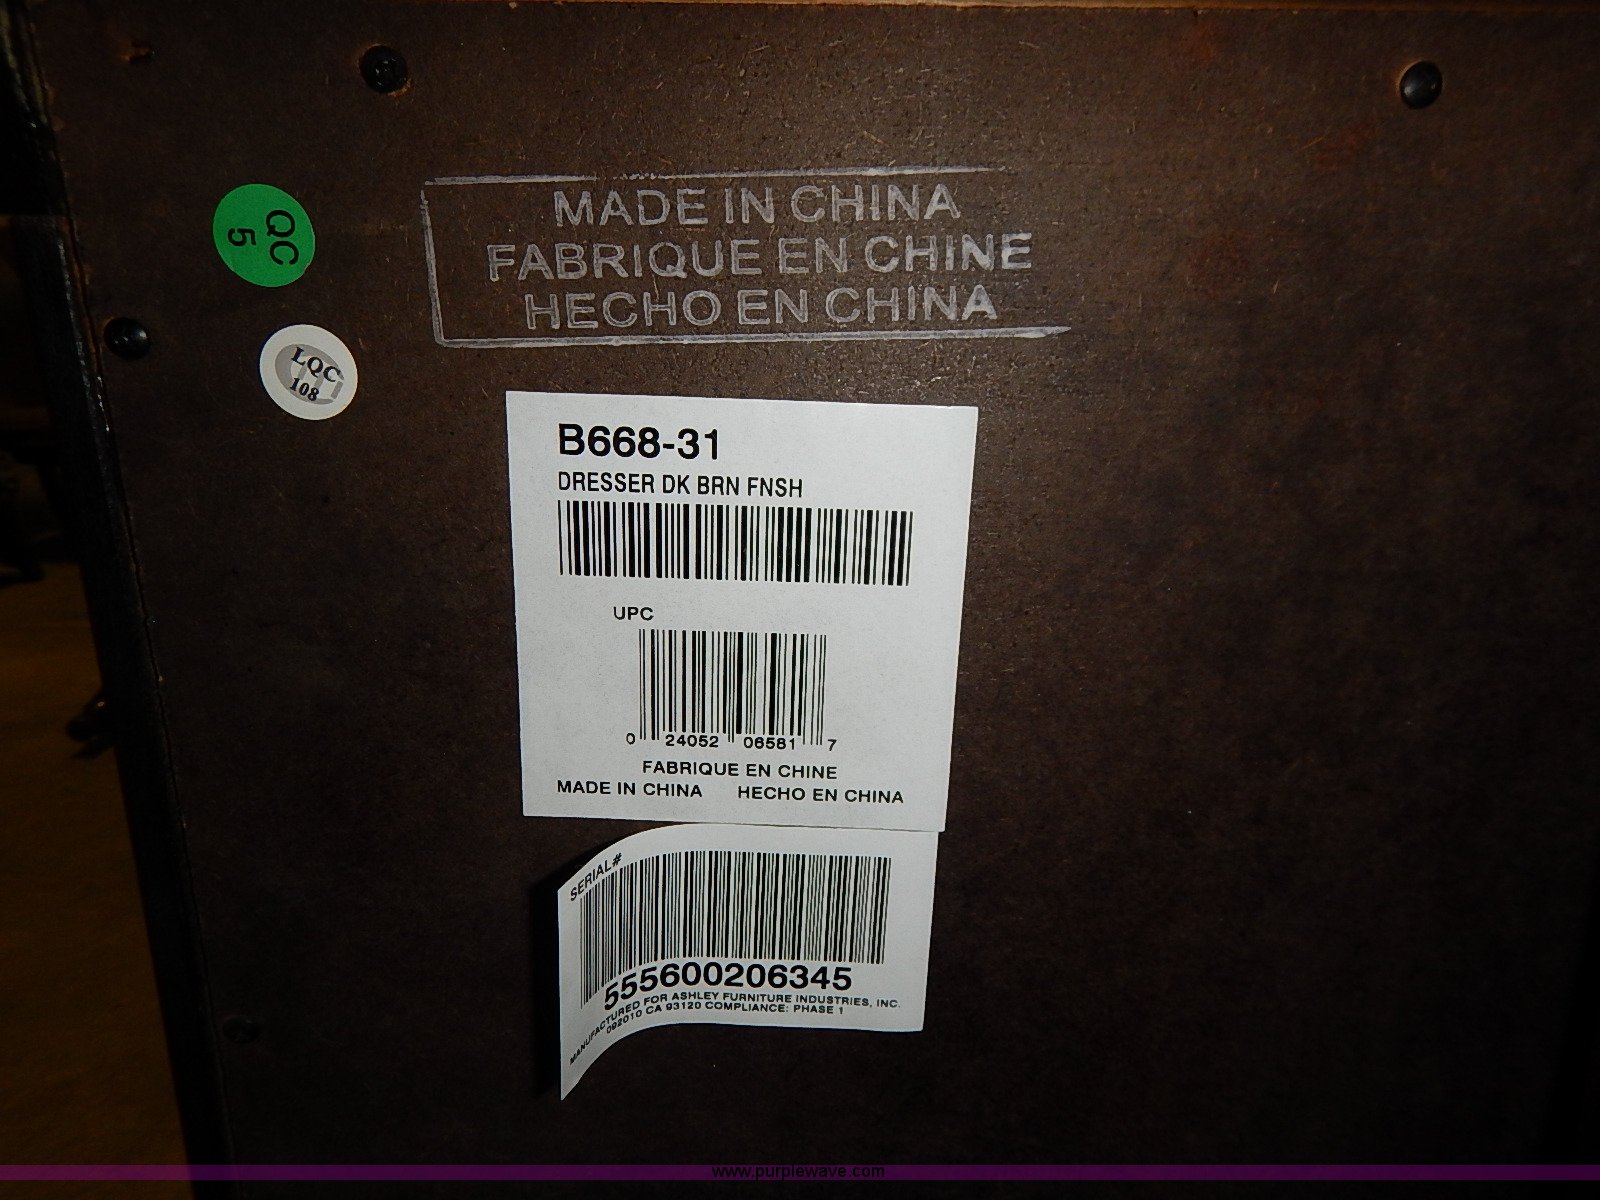 MADE IN CHINA
FABRIQUE EN CHINE
HECHO EN CHINA
QC
5
LQC
108
B668-31
DRESSER DK BRN FNSH
UPC
0 24052 06581 7
FABRIQUE EN CHINE
MADE IN CHINA HECHO EN CHINA
SERIAL#
555600206345
MANUFACTURED FOR ASHLEY FURNITURE INDUSTRIES, INC.
092010 CA 93120 COMPLIANCE: PHASE 1
www.purplewave.com